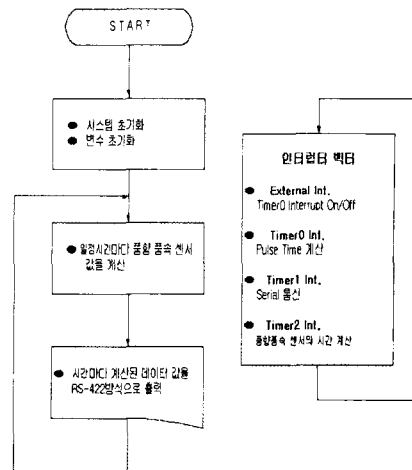 START
● 시스템 초기화
● 변수 초기화
● 일정시간마다 풍향 풍속 센서
값을 계산
● 시간마다 계산된 데이터 값을
RS-422방식으로 출력
인터럽터 벡터
● External Int.
Timer0 Interrupt On/Off
● Timer0 Int.
Pulse Time 계산
● Timer1 Int.
Serial 통신
● Timer2 Int.
풍향풍속 센서와 시간 계산